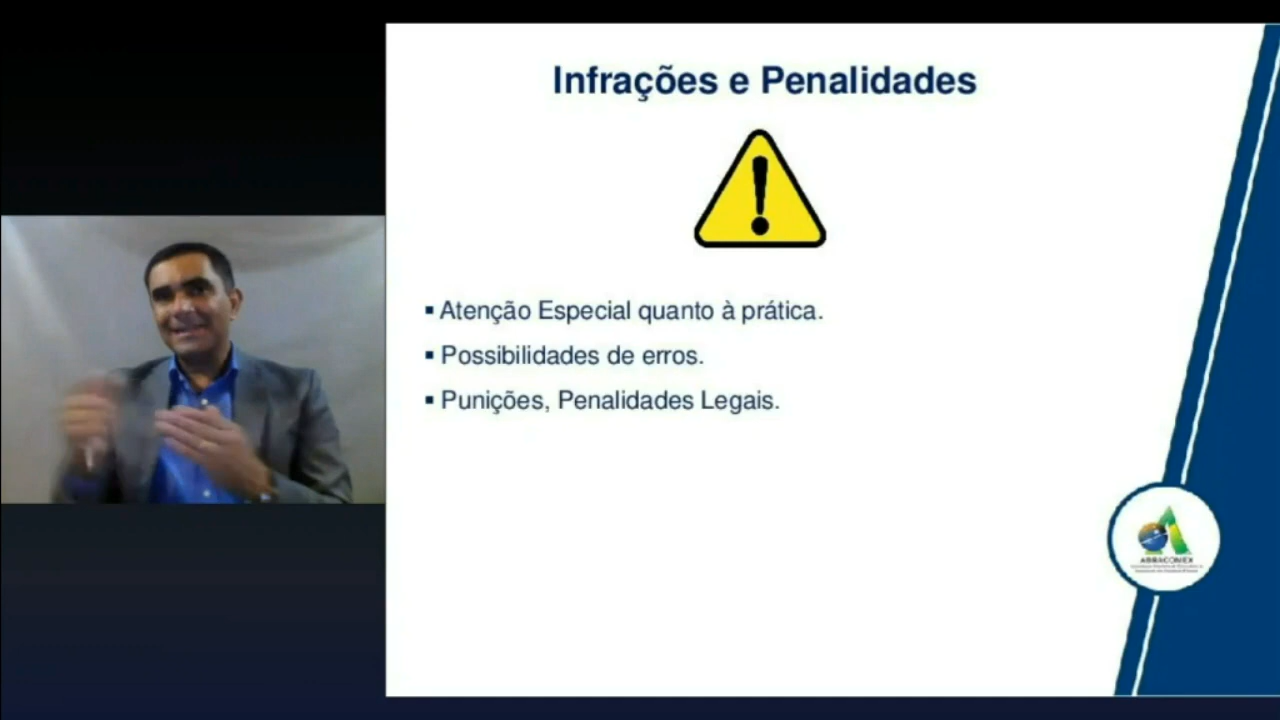 Infrações e Penalidades
▪ Atenção Especial quanto à prática.
▪ Possibilidades de erros.
▪ Punições, Penalidades Legais.
ABRACOMEX